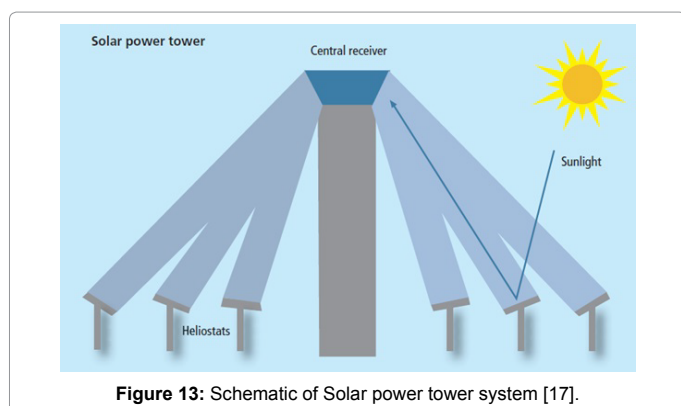 Solar power tower
Central receiver
Sunlight
Heliostats
Figure 13: Schematic of Solar power tower system [17].